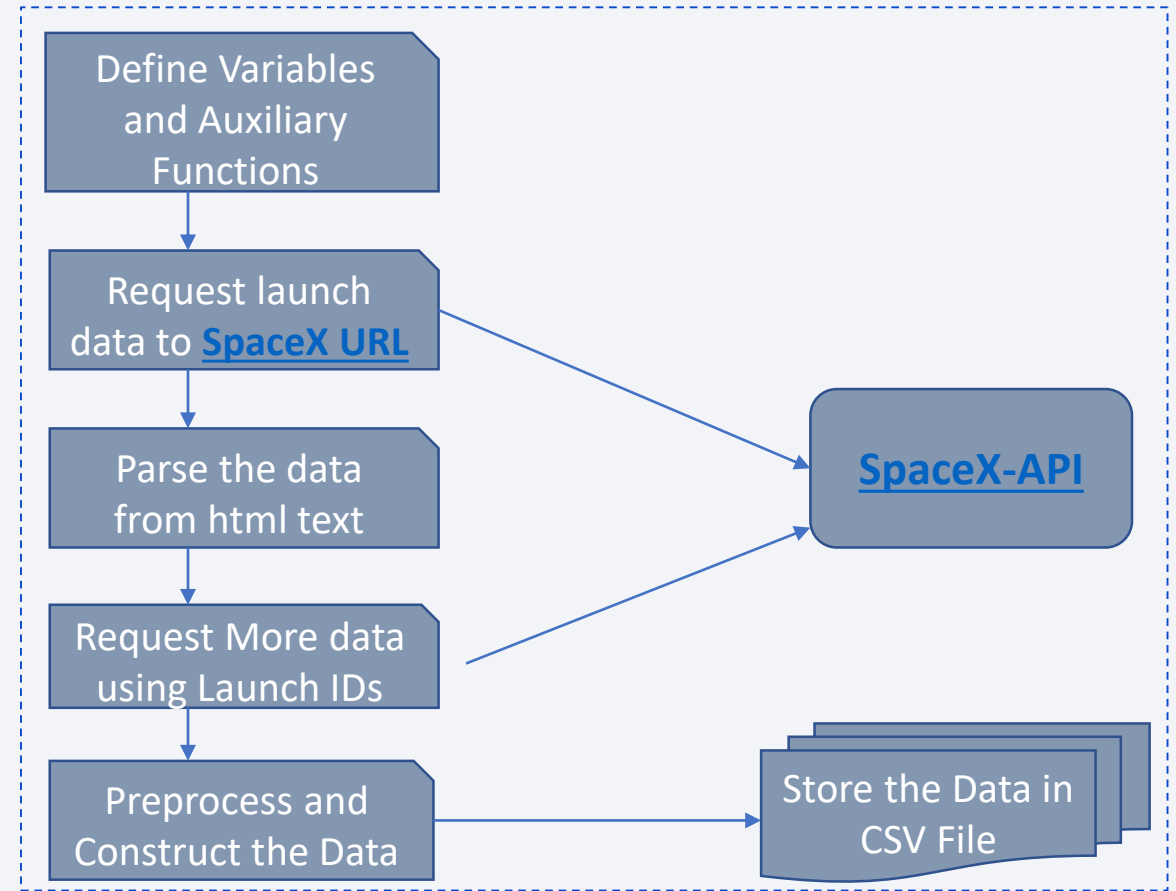 Define Variables
and Auxiliary
Functions
Request launch
data to SpaceX URL
Parse the data
from html text
SpaceX-API
Request More data
using Launch IDs
Preprocess and
Construct the Data
Store the Data in
CSV File